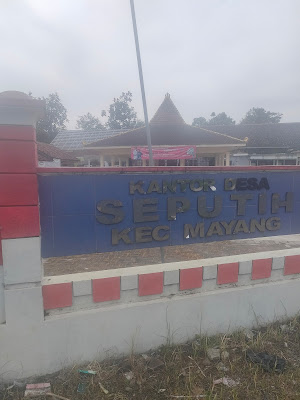 KANTOR DESA
SEPUTIH
KEC MAYANG